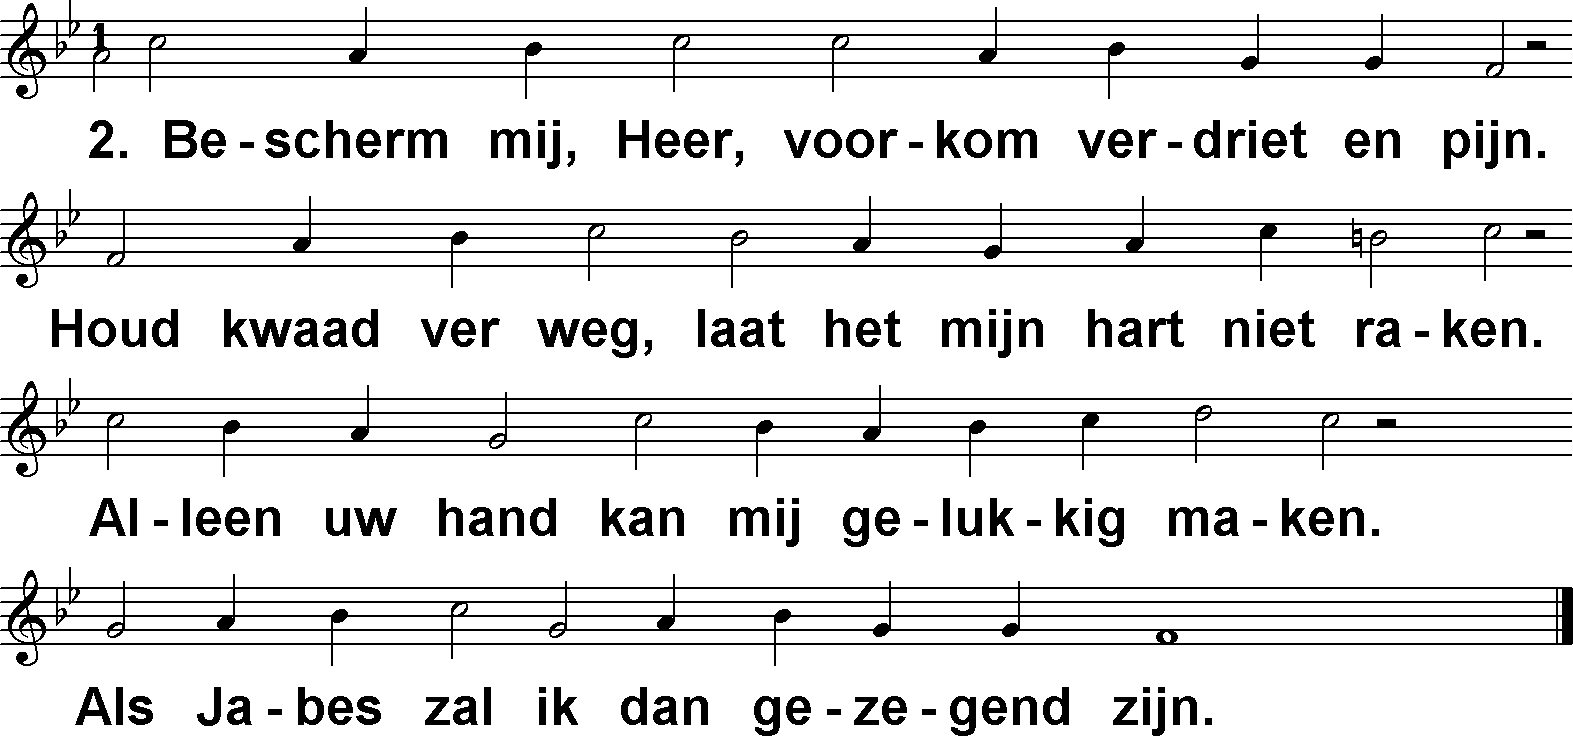 1
2. Be-scherm mij, Heer, voor-kom ver-driet en pijn.
Houd kwaad ver weg, laat het mijn hart niet ra-ken.
Al-leen uw hand kan mij ge-luk-kig ma-ken.
Als Ja-bes zal ik dan ge-ze-gend zijn.